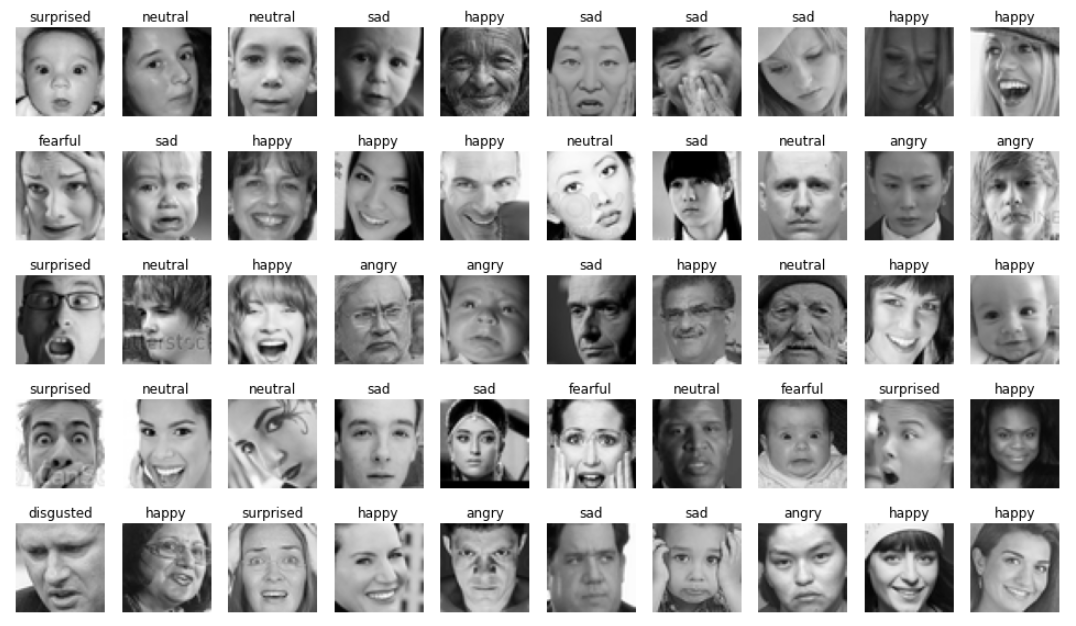 surprised neutral neutral sad happy sad sad sad happy happy
fearful sad happy happy happy neutral sad neutral angry angry
surprised neutral happy angry angry sad happy neutral happy happy
surprised neutral neutral sad sad fearful neutral fearful surprised happy
disgusted happy surprised happy angry sad sad angry happy happy